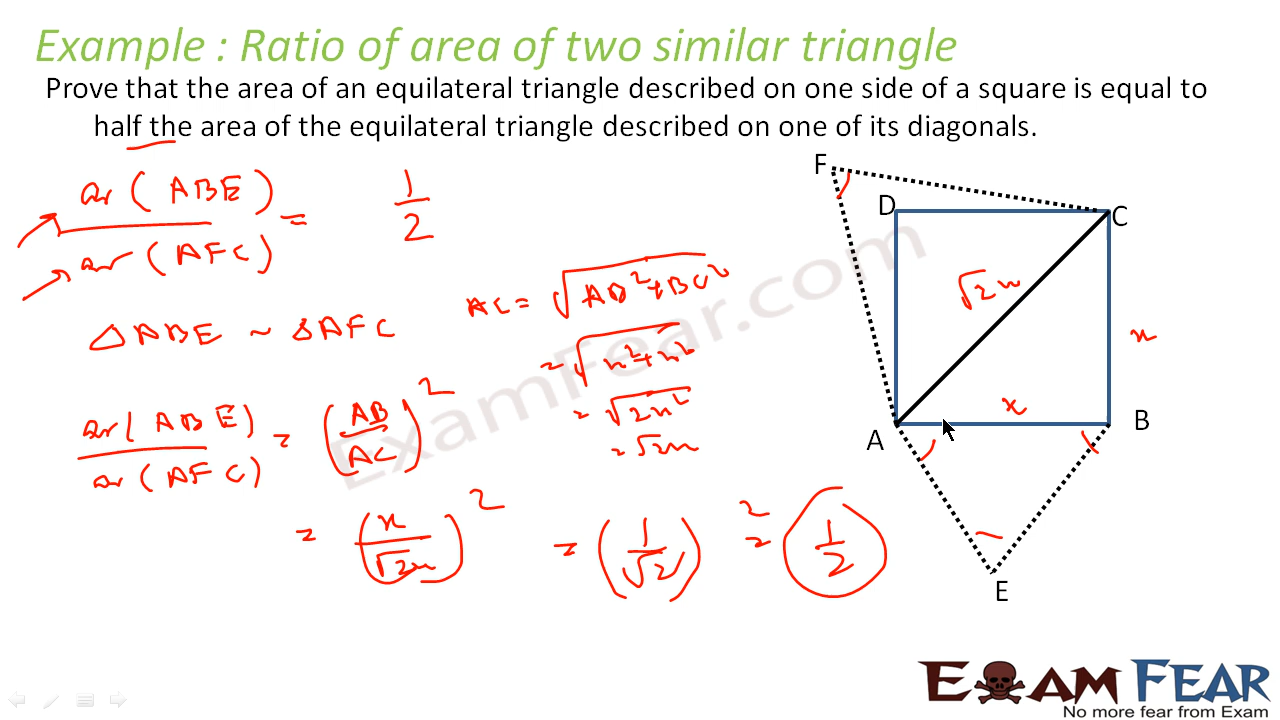 Example : Ratio of area of two similar triangle
Prove that the area of an equilateral triangle described on one side of a square is equal to
half the area of the equilateral triangle described on one of its diagonals.
ar (ABE) / ar (AFC) = 1/2
△ABE ~ △AFC
ar (ABE) / ar (AFC) = (AB/AC)²
= (x/√2x)² = (1/√2)² = 1/2
AC = √AB²+BC²
= √x²+x²
= √2x²
= √2x
F
D
C
√2x
x
x
A
B
E
ExamFear.com
EXAM FEAR
No more fear from Exam